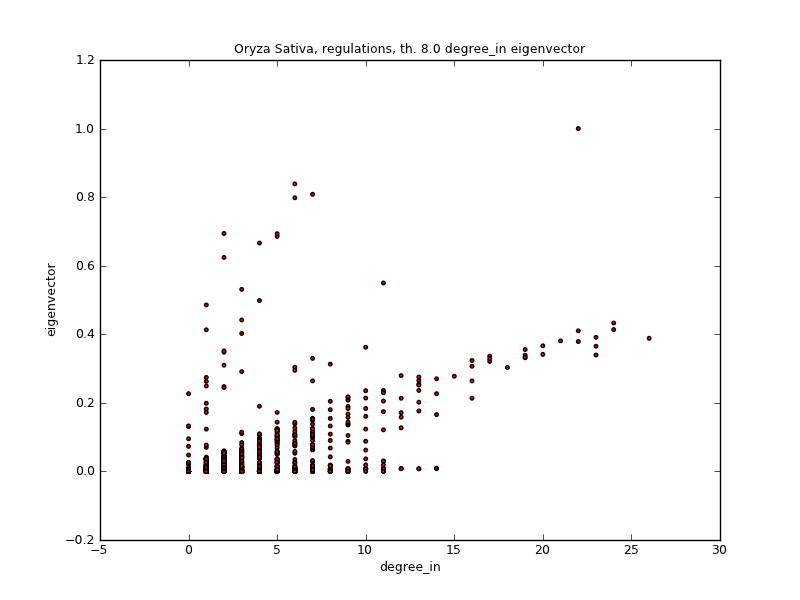 Oryza Sativa, regulations, th. 8.0 degree_in eigenvector
1.2
1.0
0.8
0.6
0.4
0.2
0.0
−0.2
eigenvector
−5 0 5 10 15 20 25 30
degree_in